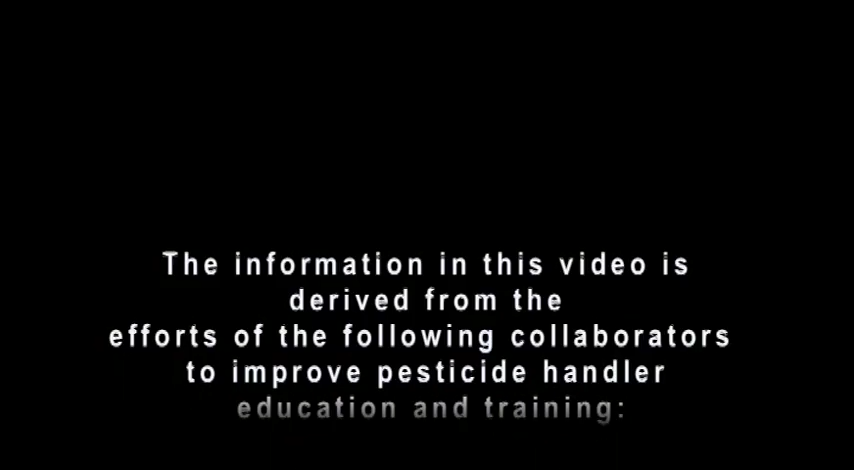 The information in this video is
derived from the
efforts of the following collaborators
to improve pesticide handler
education and training: